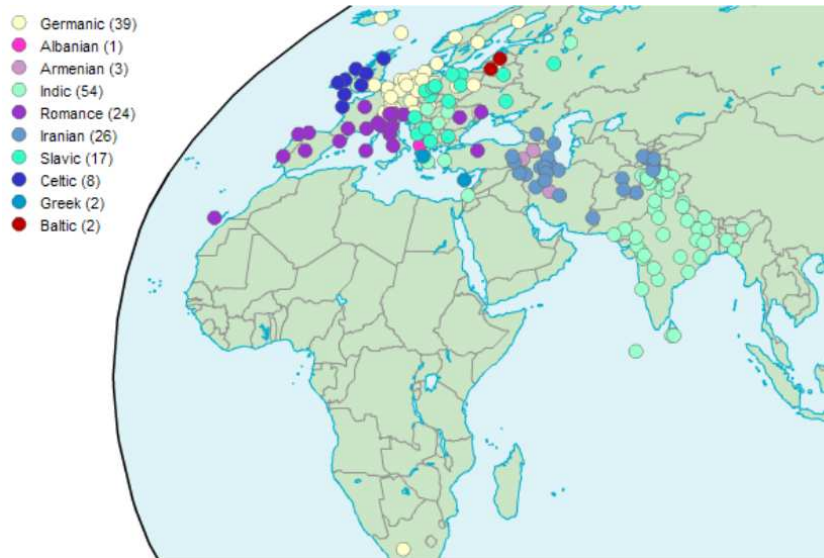 Germanic (39)
Albanian (1)
Armenian (3)
Indic (54)
Romance (24)
Iranian (26)
Slavic (17)
Celtic (8)
Greek (2)
Baltic (2)